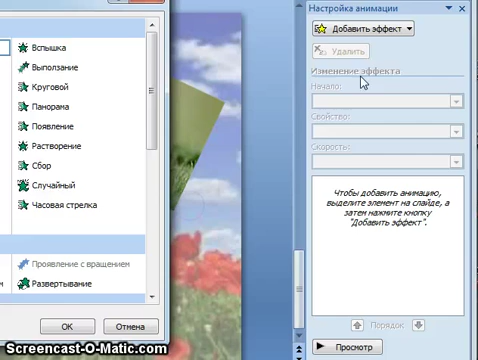 Вспышка
Выползание
Круговой
Панорама
Появление
Растворение
Сбор
Случайный
Часовая стрелка
Проявление с вращением
Развертывание
ОК
Отмена
Screencast-O-Matic.com
Настройка анимации
Добавить эффект
Удалить
Изменение эффекта
Начало:
Свойство:
Скорость:
Чтобы добавить анимацию,
выделите элемент на слайде, а
затем нажмите кнопку
"Добавить эффект".
Порядок
Просмотр